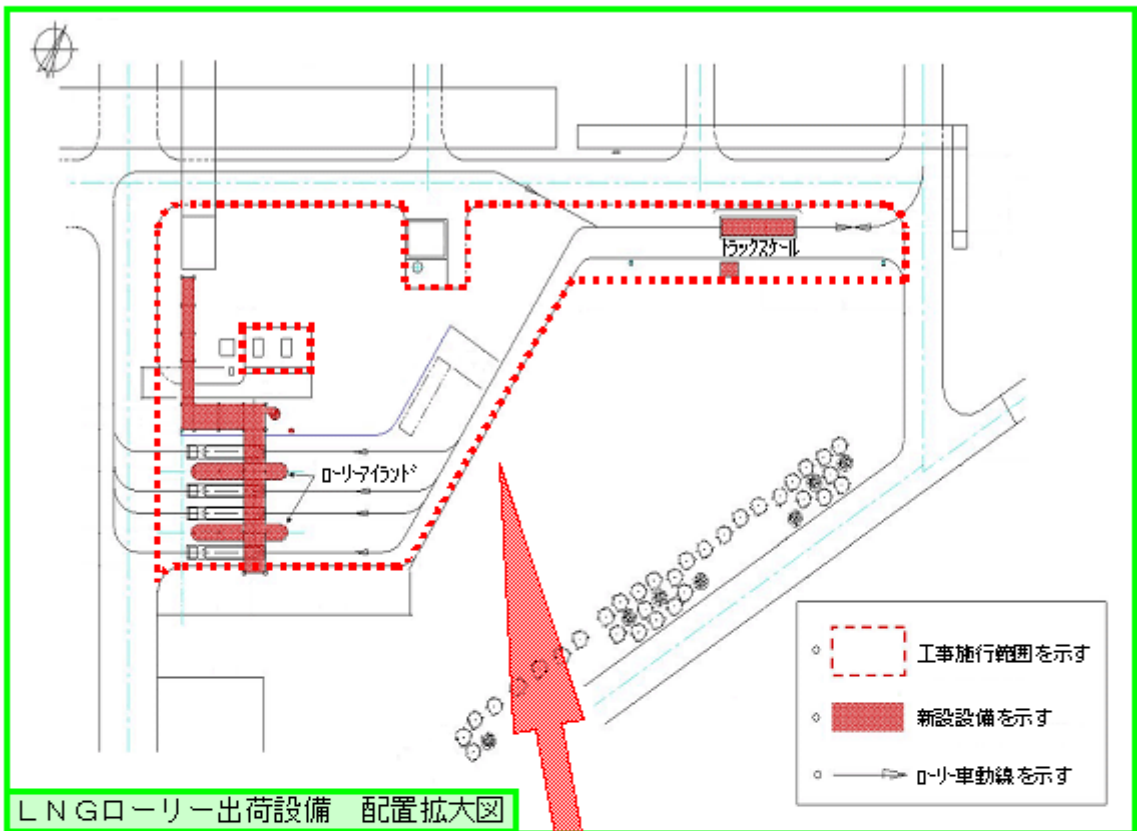 トラックスケール
ローリーアイランド
工事施行範囲を示す
新設設備を示す
ローリー車動線を示す
LNGローリー出荷設備 配置拡大図